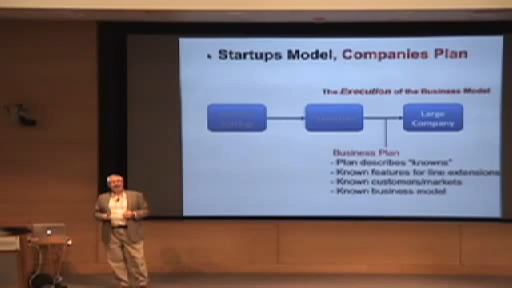 Startups Model, Companies Plan
The Execution of the Business Model
Large
Company
Business Plan
- Plan describes "knowns"
- Known features for line extensions
- Known customers/markets
- Known business model